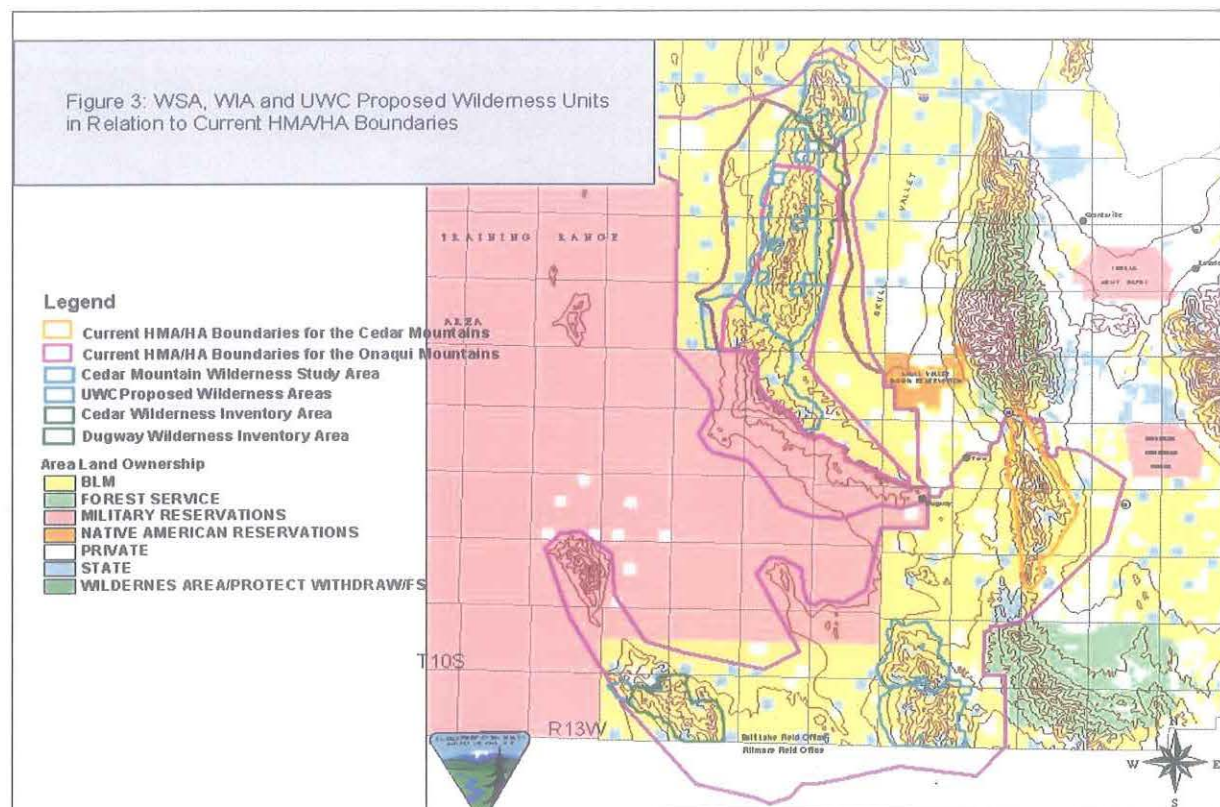 Figure 3: WSA, WIA and UWC Proposed Wilderness Units
in Relation to Current HMA/HA Boundaries
TRAINING RANGE
AREA
SKULL VALLEY
Legend
Current HMA/HA Boundaries for the Cedar Mountains
Current HMA/HA Boundaries for the Onaqui Mountains
Cedar Mountain Wilderness Study Area
UWC Proposed Wilderness Areas
Cedar Wilderness Inventory Area
Dugway Wilderness Inventory Area
Area Land Ownership
BLM
FOREST SERVICE
MILITARY RESERVATIONS
NATIVE AMERICAN RESERVATIONS
PRIVATE
STATE
WILDERNES AREA/PROTECT WITHDRAW/FS
Grantsville
Dugway
T10S
R13W
Salt Lake Field Office
Fillmore Field Office
N
W E
S